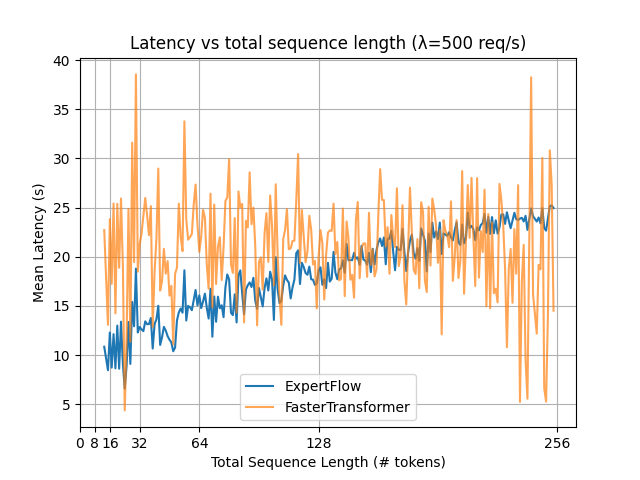 Latency vs total sequence length (λ=500 req/s)
Mean Latency (s)
40
35
30
25
20
15
10
5
ExpertFlow
FasterTransformer
0 8 16 32 64 128 256
Total Sequence Length (# tokens)